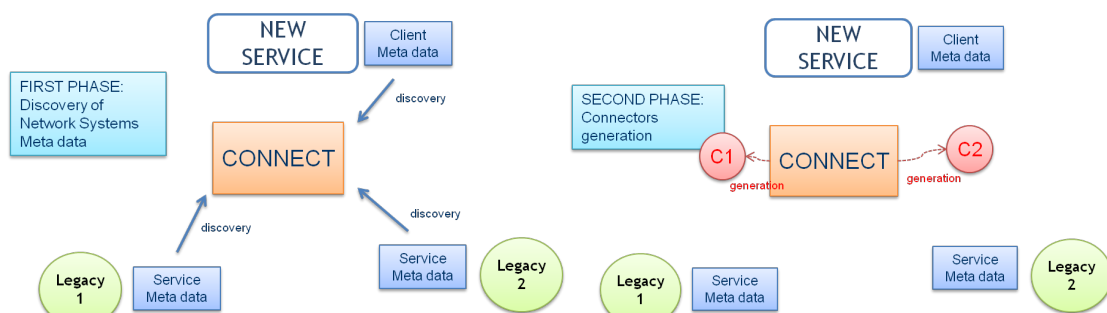 NEW
SERVICE
Client
Meta data
FIRST PHASE:
Discovery of
Network Systems
Meta data
discovery
CONNECT
discovery
discovery
Legacy
1
Service
Meta data
Service
Meta data
Legacy
2
NEW
SERVICE
Client
Meta data
SECOND PHASE:
Connectors
generation
C1
CONNECT
C2
generation
generation
Legacy
1
Service
Meta data
Service
Meta data
Legacy
2